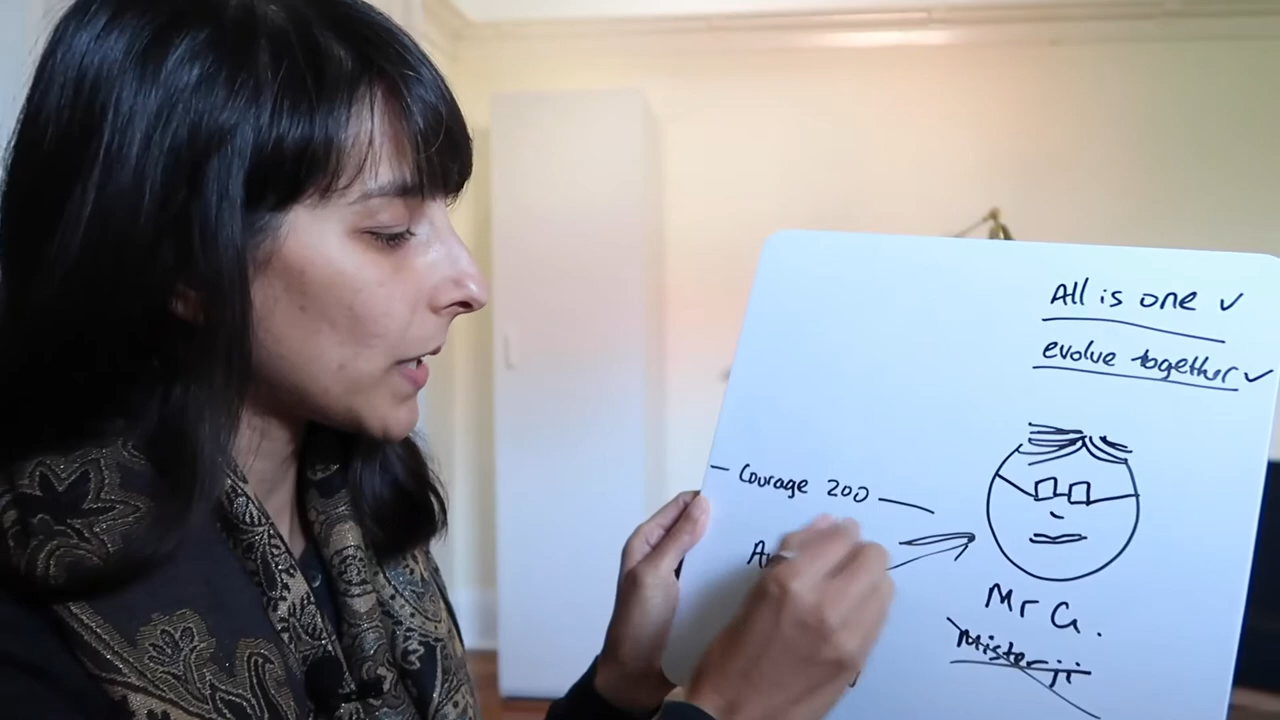 All is one ✓
evolve together ✓
— Courage 200 —
Mr G.
Misterji